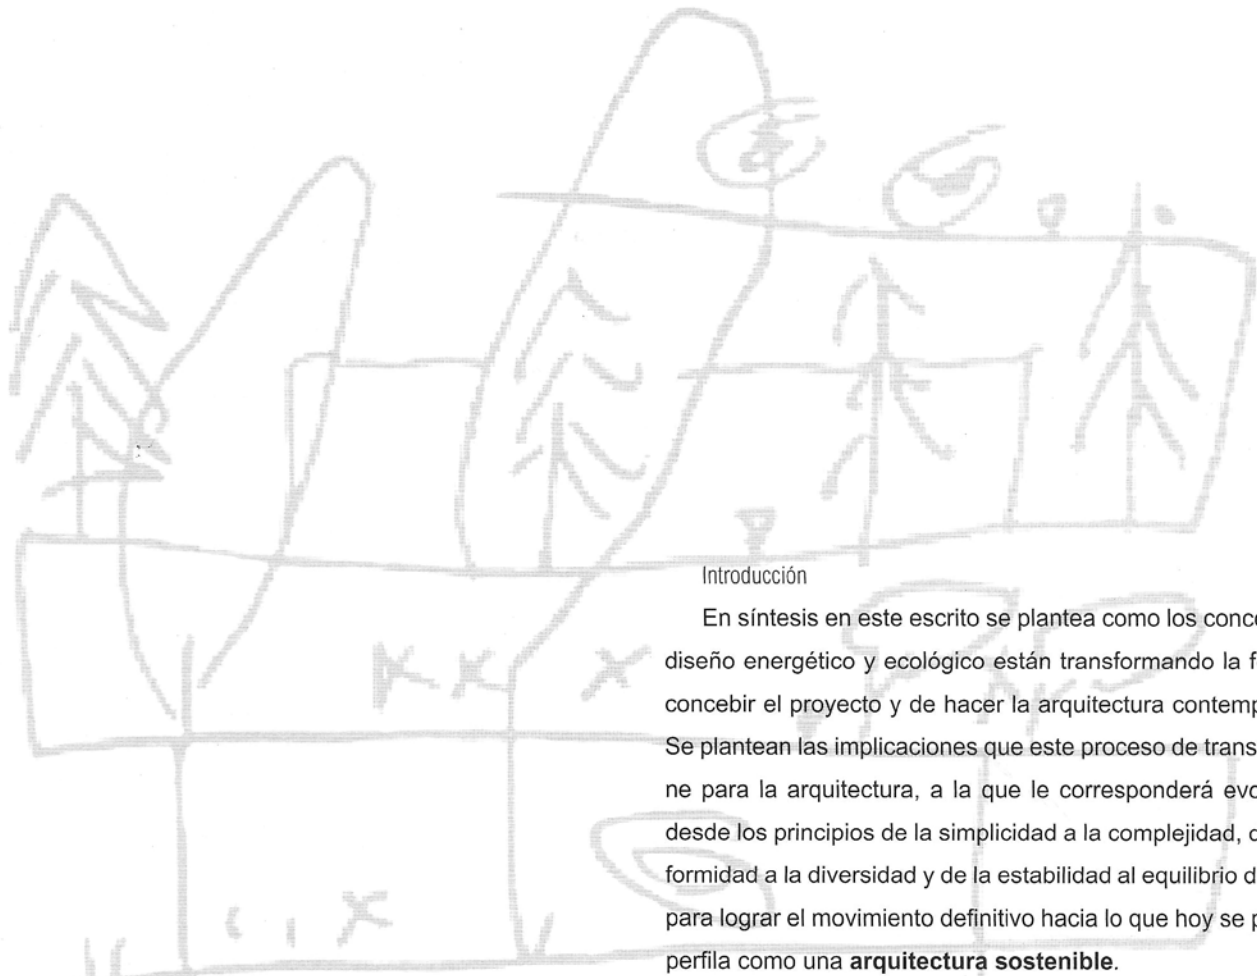 Introducción
En síntesis en este escrito se plantea como los conce
diseño energético y ecológico están transformando la f
concebir el proyecto y de hacer la arquitectura contemp
Se plantean las implicaciones que este proceso de trans
ne para la arquitectura, a la que le corresponderá evo
desde los principios de la simplicidad a la complejidad, d
formidad a la diversidad y de la estabilidad al equilibrio d
para lograr el movimiento definitivo hacia lo que hoy se p
perfila como una arquitectura sostenible.